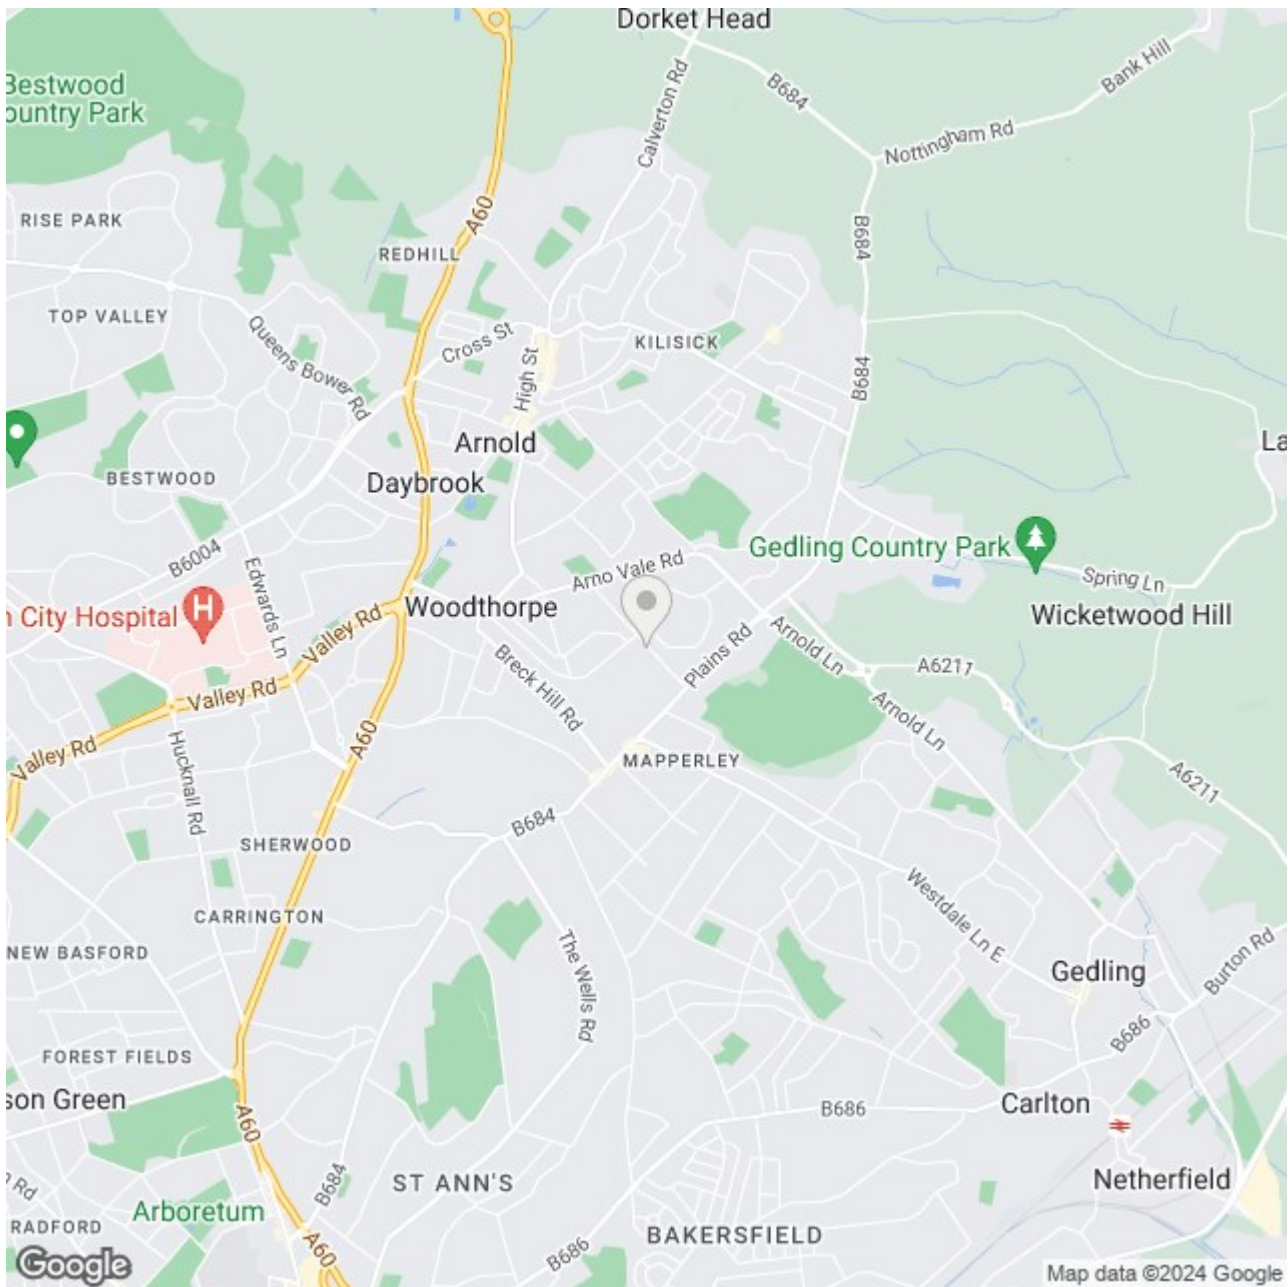 Dorket Head
Bestwood
ountry Park
B684
Bank Hill
Calverton Rd
Nottingham Rd
A60
RISE PARK
REDHILL
B684
TOP VALLEY
Queens Bower Rd
Cross St
High St
KILISICK
B684
Arnold
La
BESTWOOD
Daybrook
B6004
Edwards Ln
Arno Vale Rd
Gedling Country Park
Spring Ln
n City Hospital
H
Woodthorpe
Wicketwood Hill
Valley Rd
Breck Hill Rd
Plains Rd
Arnold Ln
A6211
Valley Rd
Arnold Ln
Valley Rd
A60
Hucknall Rd
MAPPERLEY
A6211
B684
SHERWOOD
Westdale Ln E
CARRINGTON
NEW BASFORD
The Wells Rd
Gedling
Burton Rd
FOREST FIELDS
B686
son Green
A60
B686
Carlton
B684
ST ANN'S
Netherfield
Rd
Arboretum
RADFORD
A60
B686
BAKERSFIELD
Google
Map data ©2024 Google